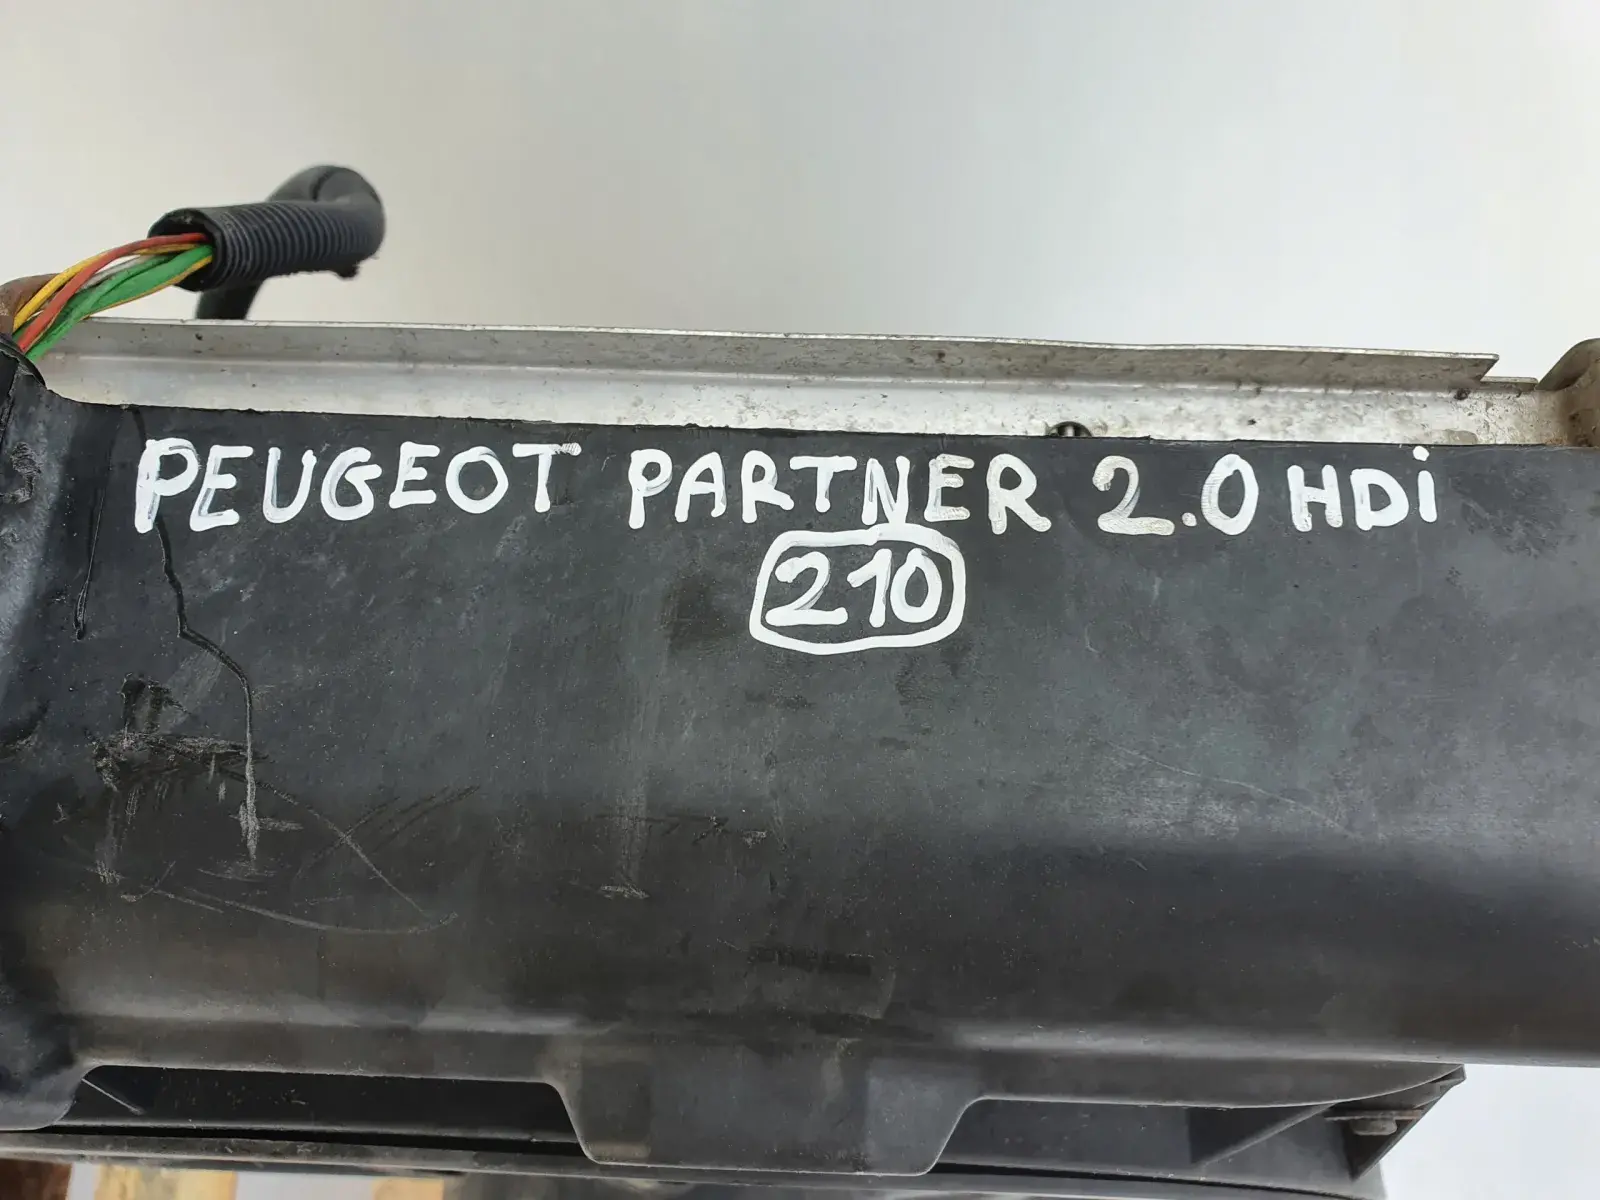 PEUGEOT PARTNER 2.0 HDi
210